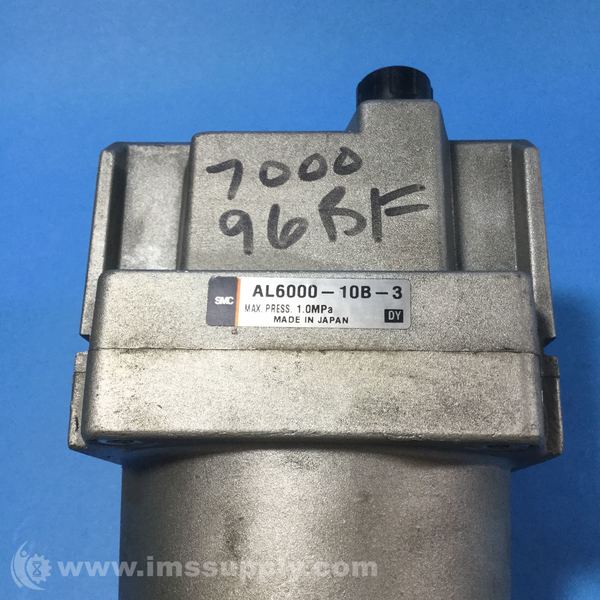 7000
96BF
SMC
AL6000-10B-3
MAX. PRESS. 1.0MPa
MADE IN JAPAN
DY
www.imssupply.com